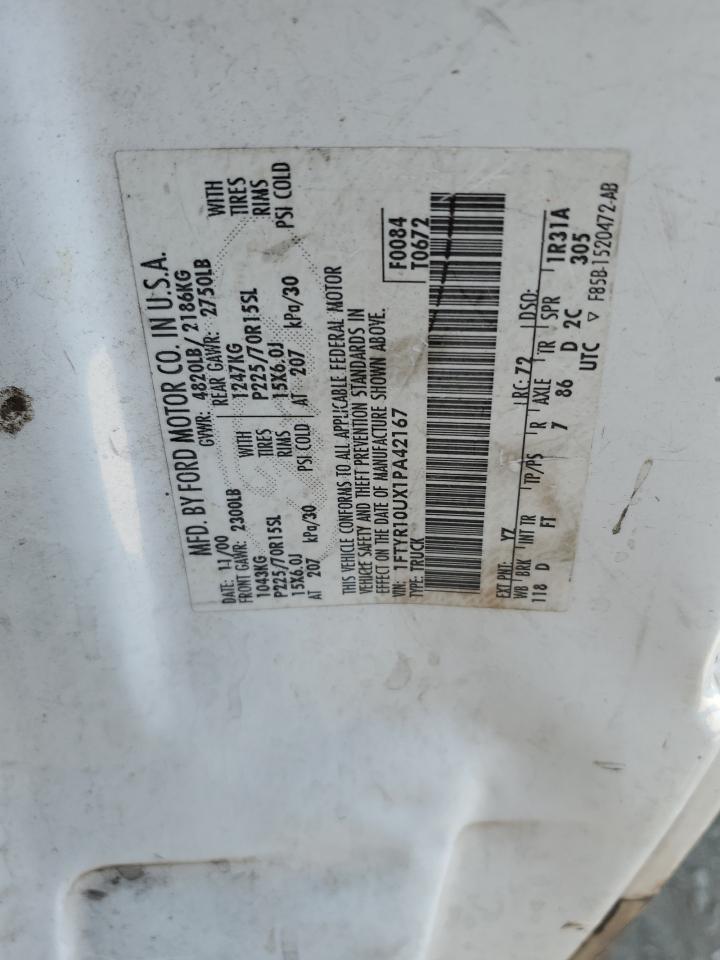 MFD. BY FORD MOTOR CO. IN U.S.A.
DATE: 11/00 GVWR: 4820LB/2186KG
FRONT GAWR: 2300LB REAR GAWR: 2750LB
1043KG WITH 1247KG WITH
P225/70R15SL TIRES P225/70R15SL TIRES
15X6.0J RIMS 15X6.0J RIMS
AT 207 kPa/30 PSI COLD AT 207 kPa/30 PSI COLD
THIS VEHICLE CONFORMS TO ALL APPLICABLE FEDERAL MOTOR
VEHICLE SAFETY AND THEFT PREVENTION STANDARDS IN
EFFECT ON THE DATE OF MANUFACTURE SHOWN ABOVE.
VIN: 1FTYR10UX1PA42167 F0084
TYPE: TRUCK T0672
EXT PNT: YZ RC: 72 DSO:
WB BRK INT TR TP/PS R AXLE TR SPR 1R31A
118 D FT 7 86 D 2C 305
UTC ▽ F85B-1520472-AB